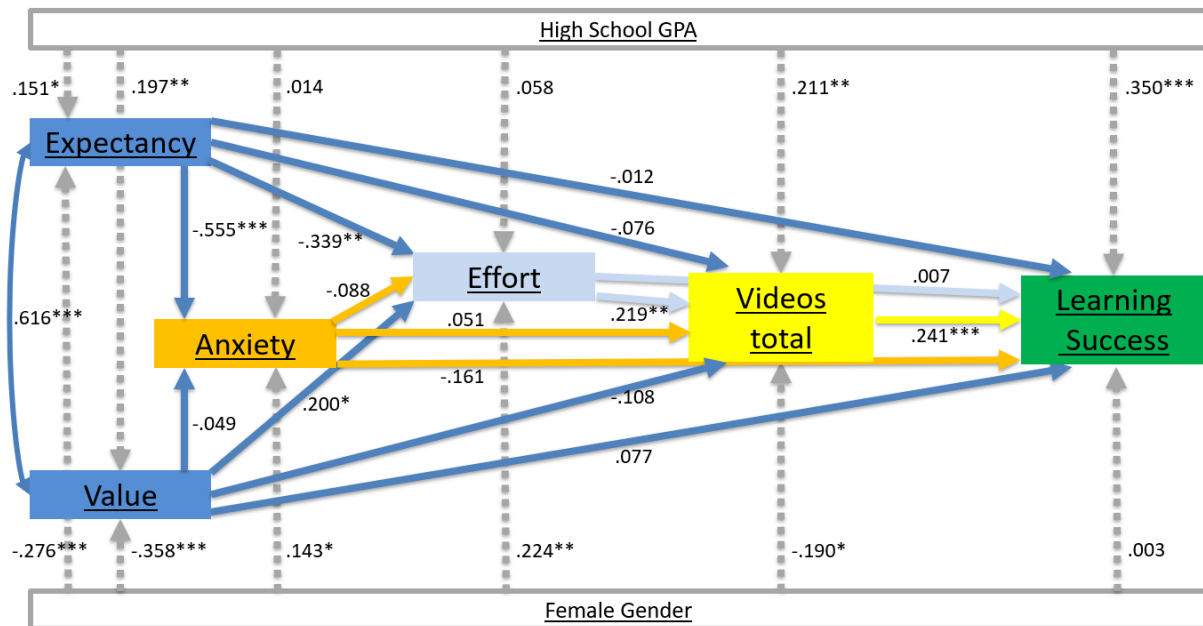 High School GPA
.151*
.197**
.014
.058
.211**
.350***
Expectancy
-.012
-.076
-.555***
-.339**
Effort
.007
Videos
total
Learning
Success
-.088
.219**
.616***
.051
.241***
Anxiety
-.161
.200*
-.108
-.049
.077
Value
-.276***
-.358***
.143*
.224**
-.190*
.003
Female Gender